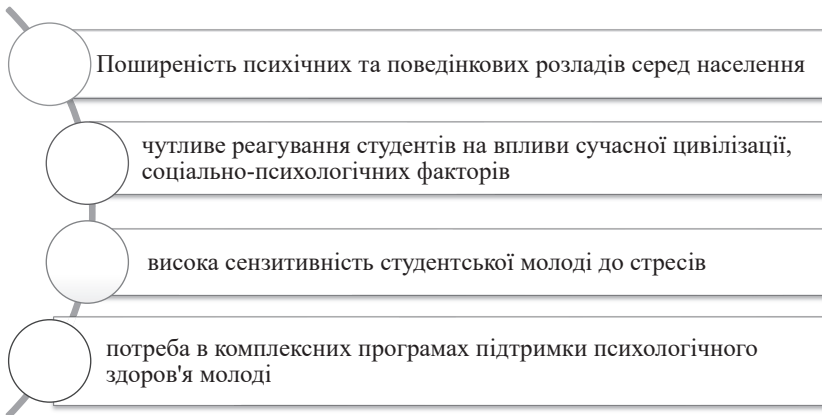 Поширеність психічних та поведінкових розладів серед населення
чутливе реагування студентів на впливи сучасної цивілізації,
соціально-психологічних факторів
висока сензитивність студентської молоді до стресів
потреба в комплексних програмах підтримки психологічного
здоров'я молоді